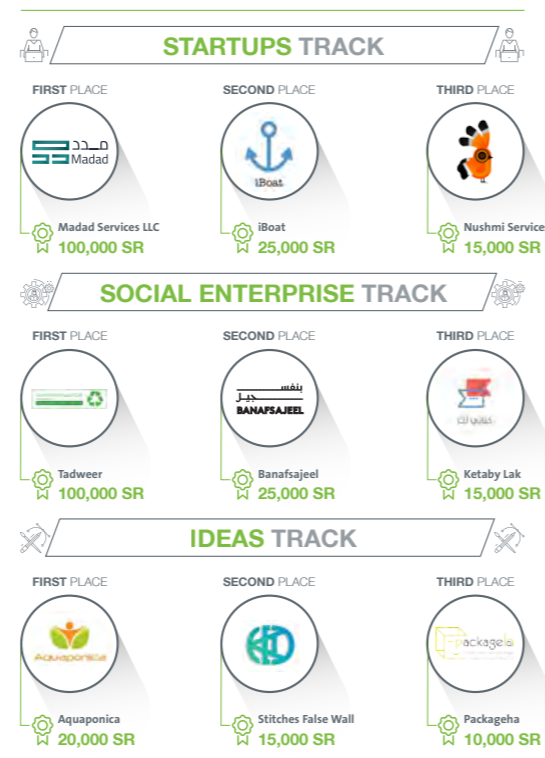 STARTUPS TRACK
FIRST PLACE
SECOND PLACE
THIRD PLACE
مـدد
Madad
iBoat
Madad Services LLC
iBoat
Nushmi Service
100,000 SR
25,000 SR
15,000 SR
SOCIAL ENTERPRISE TRACK
FIRST PLACE
SECOND PLACE
THIRD PLACE
بنفســـــ
ـــــجيـل
BANAFSAJEEL
Tadweer
Banafsajeel
Ketaby Lak
100,000 SR
25,000 SR
15,000 SR
IDEAS TRACK
FIRST PLACE
SECOND PLACE
THIRD PLACE
Aquaponica
Aquaponica
Stitches False Wall
Packageha
20,000 SR
15,000 SR
10,000 SR